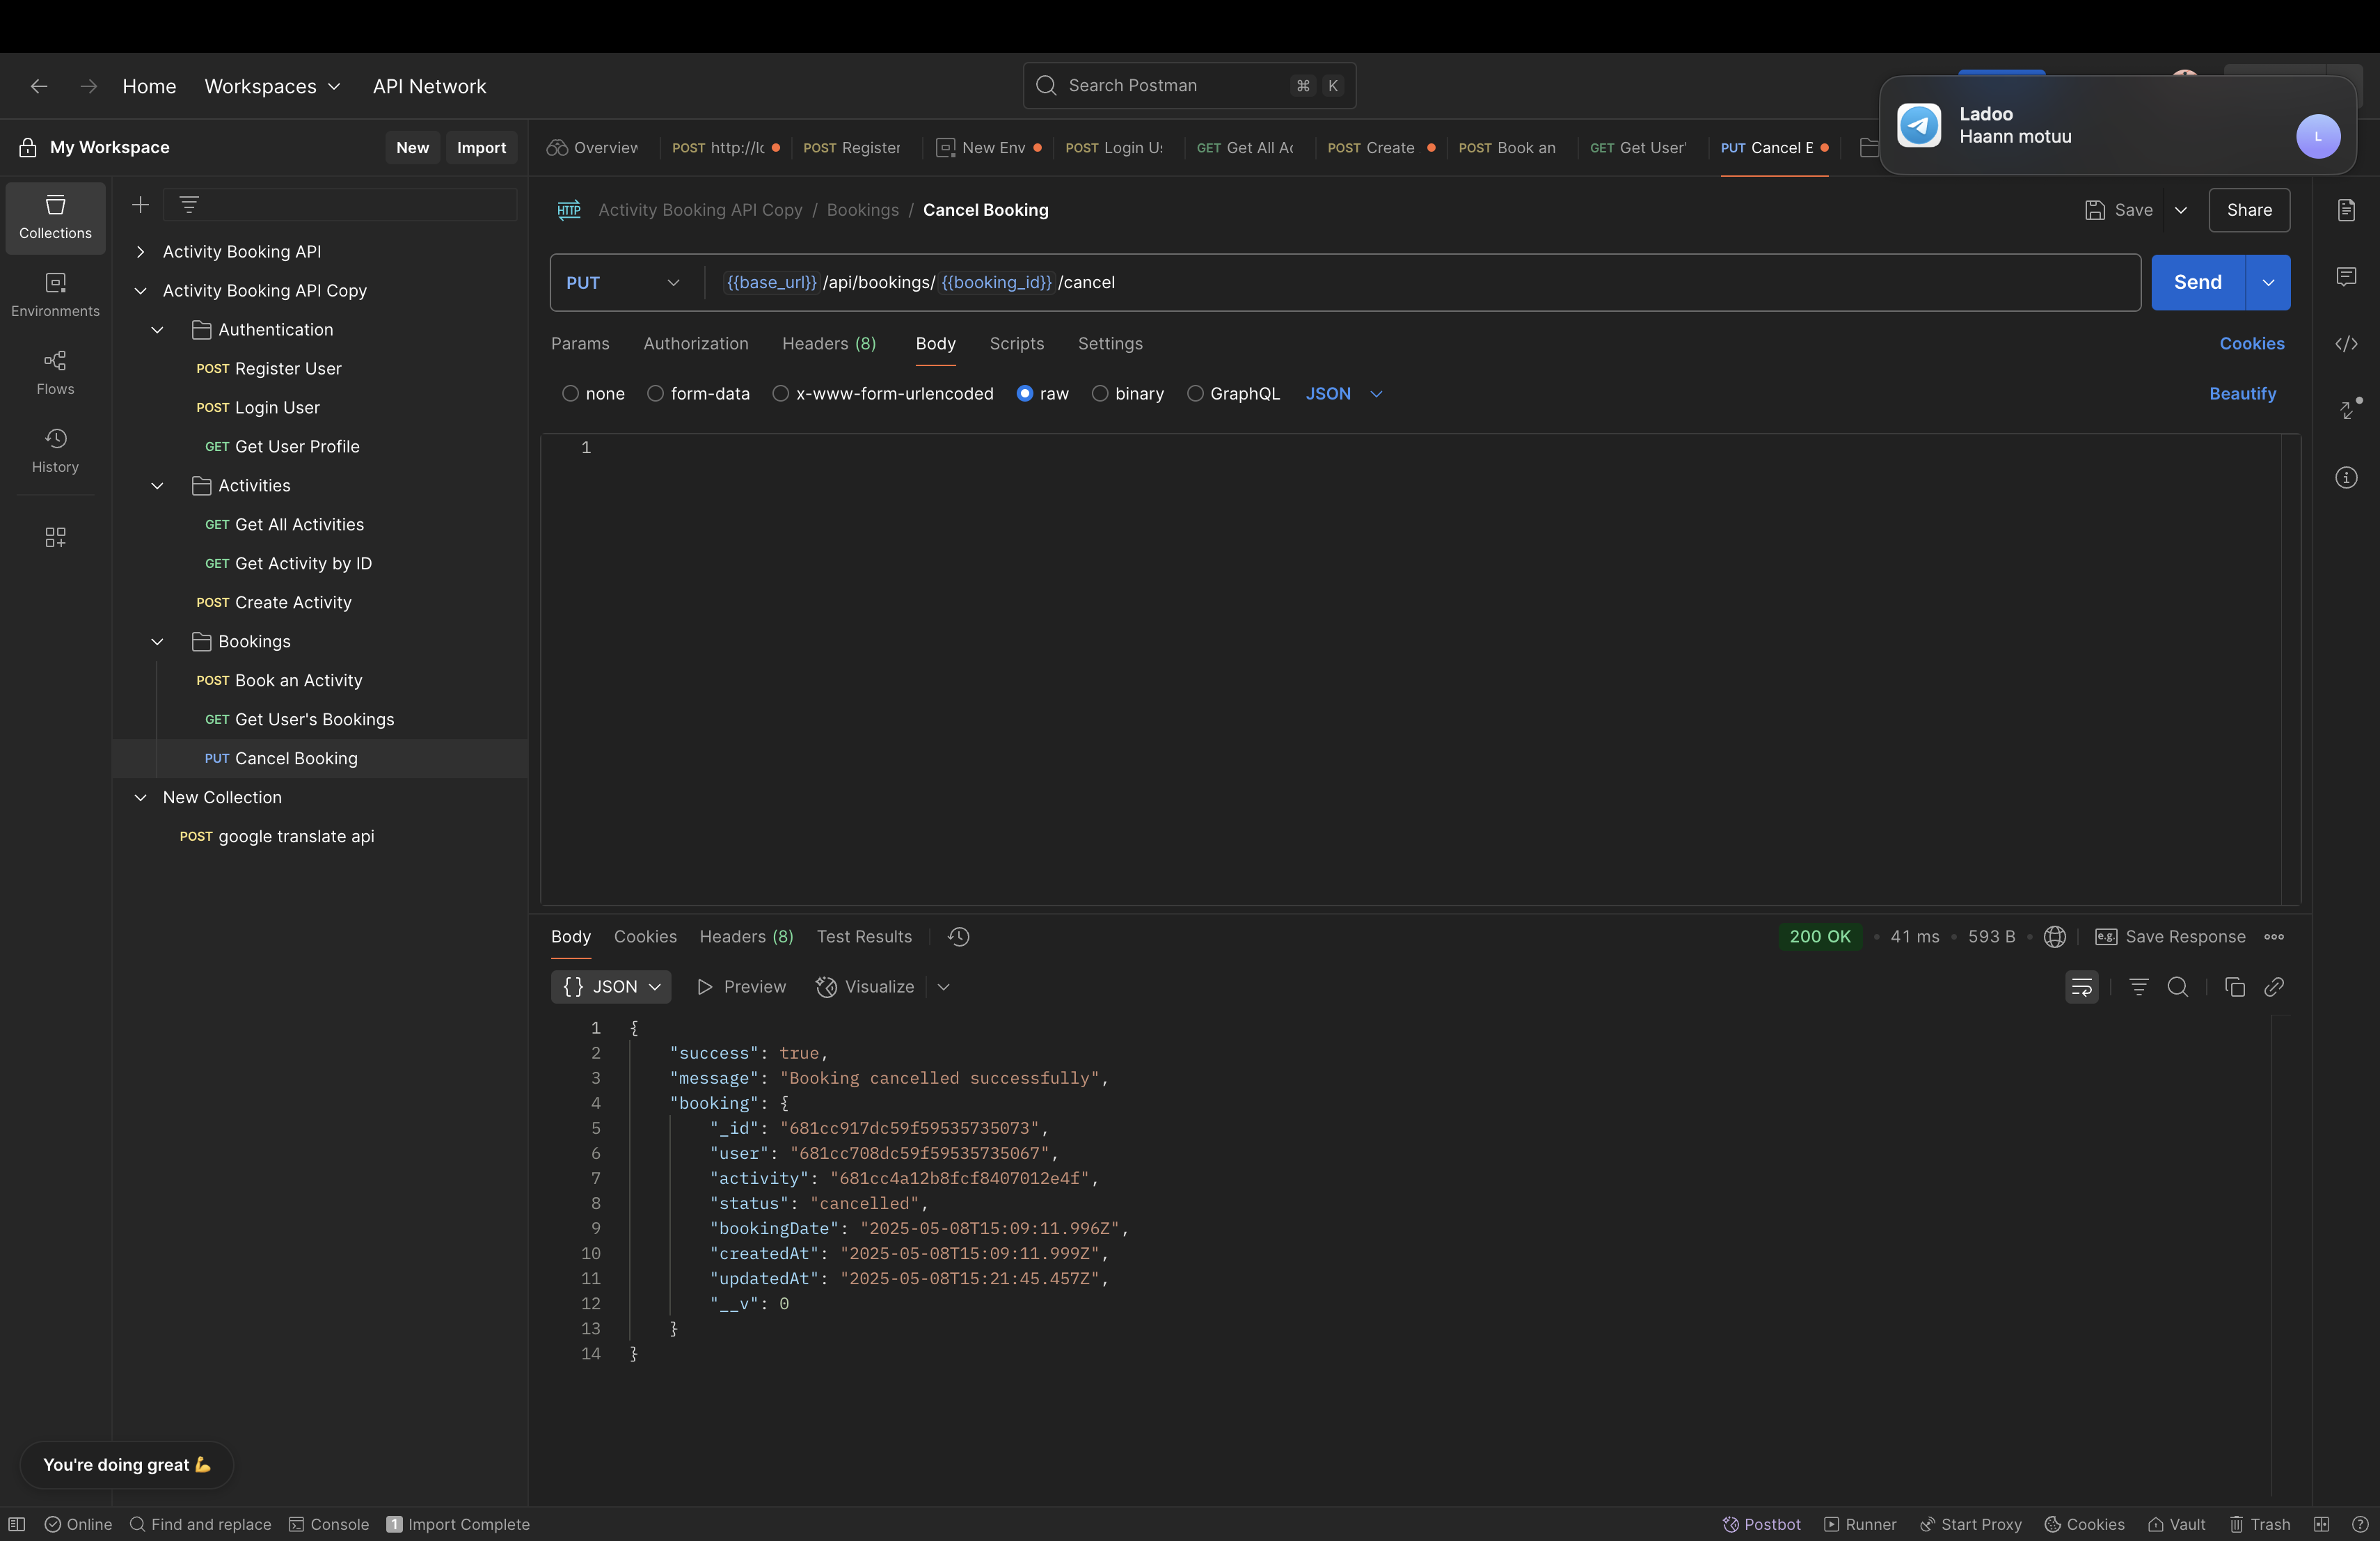 Home Workspaces API Network
Search Postman ⌘ K
Ladoo
Haann motuu
L
My Workspace New Import
Overview POST http://lc POST Register New Env POST Login Us GET Get All Ac POST Create POST Book an GET Get User' PUT Cancel B
Collections
Environments
Flows
History
Activity Booking API
Activity Booking API Copy
Authentication
POST Register User
POST Login User
GET Get User Profile
Activities
GET Get All Activities
GET Get Activity by ID
POST Create Activity
Bookings
POST Book an Activity
GET Get User's Bookings
PUT Cancel Booking
New Collection
POST google translate api
HTTP Activity Booking API Copy / Bookings / Cancel Booking
Save Share
PUT {{base_url}}/api/bookings/{{booking_id}}/cancel Send
Params Authorization Headers (8) Body Scripts Settings Cookies
none form-data x-www-form-urlencoded raw binary GraphQL JSON Beautify
1
Body Cookies Headers (8) Test Results
200 OK • 41 ms • 593 B • e.g. Save Response
{} JSON Preview Visualize
1 {
2 "success": true,
3 "message": "Booking cancelled successfully",
4 "booking": {
5 "_id": "681cc917dc59f59535735073",
6 "user": "681cc708dc59f59535735067",
7 "activity": "681cc4a12b8fcf8407012e4f",
8 "status": "cancelled",
9 "bookingDate": "2025-05-08T15:09:11.996Z",
10 "createdAt": "2025-05-08T15:09:11.999Z",
11 "updatedAt": "2025-05-08T15:21:45.457Z",
12 "__v": 0
13 }
14 }
You're doing great 💪
Online Find and replace Console 1 Import Complete
Postbot Runner Start Proxy Cookies Vault Trash